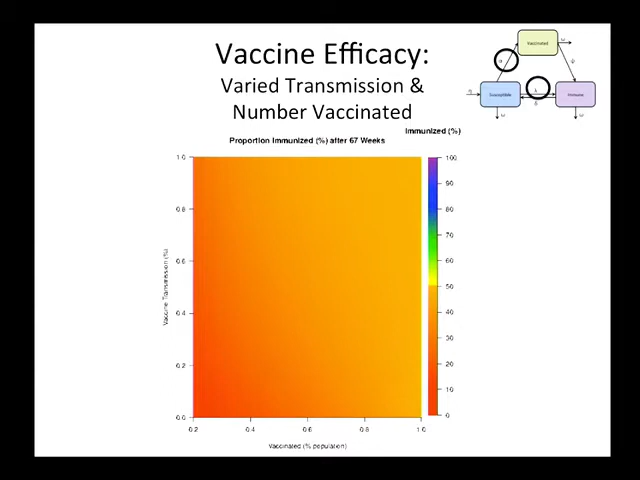 Vaccine Efficacy:
Varied Transmission &
Number Vaccinated
Vaccinated
α
ω
φ
η
Susceptible
λ
δ
Immune
ω
ω
Immunized (%)
Proportion Immunized (%) after 67 Weeks
1.0
0.8
0.6
0.4
0.2
0.0
Vaccine Transmission (%)
0.2
0.4
0.6
0.8
1.0
Vaccinated (% population)
100
90
80
70
60
50
40
30
20
10
0